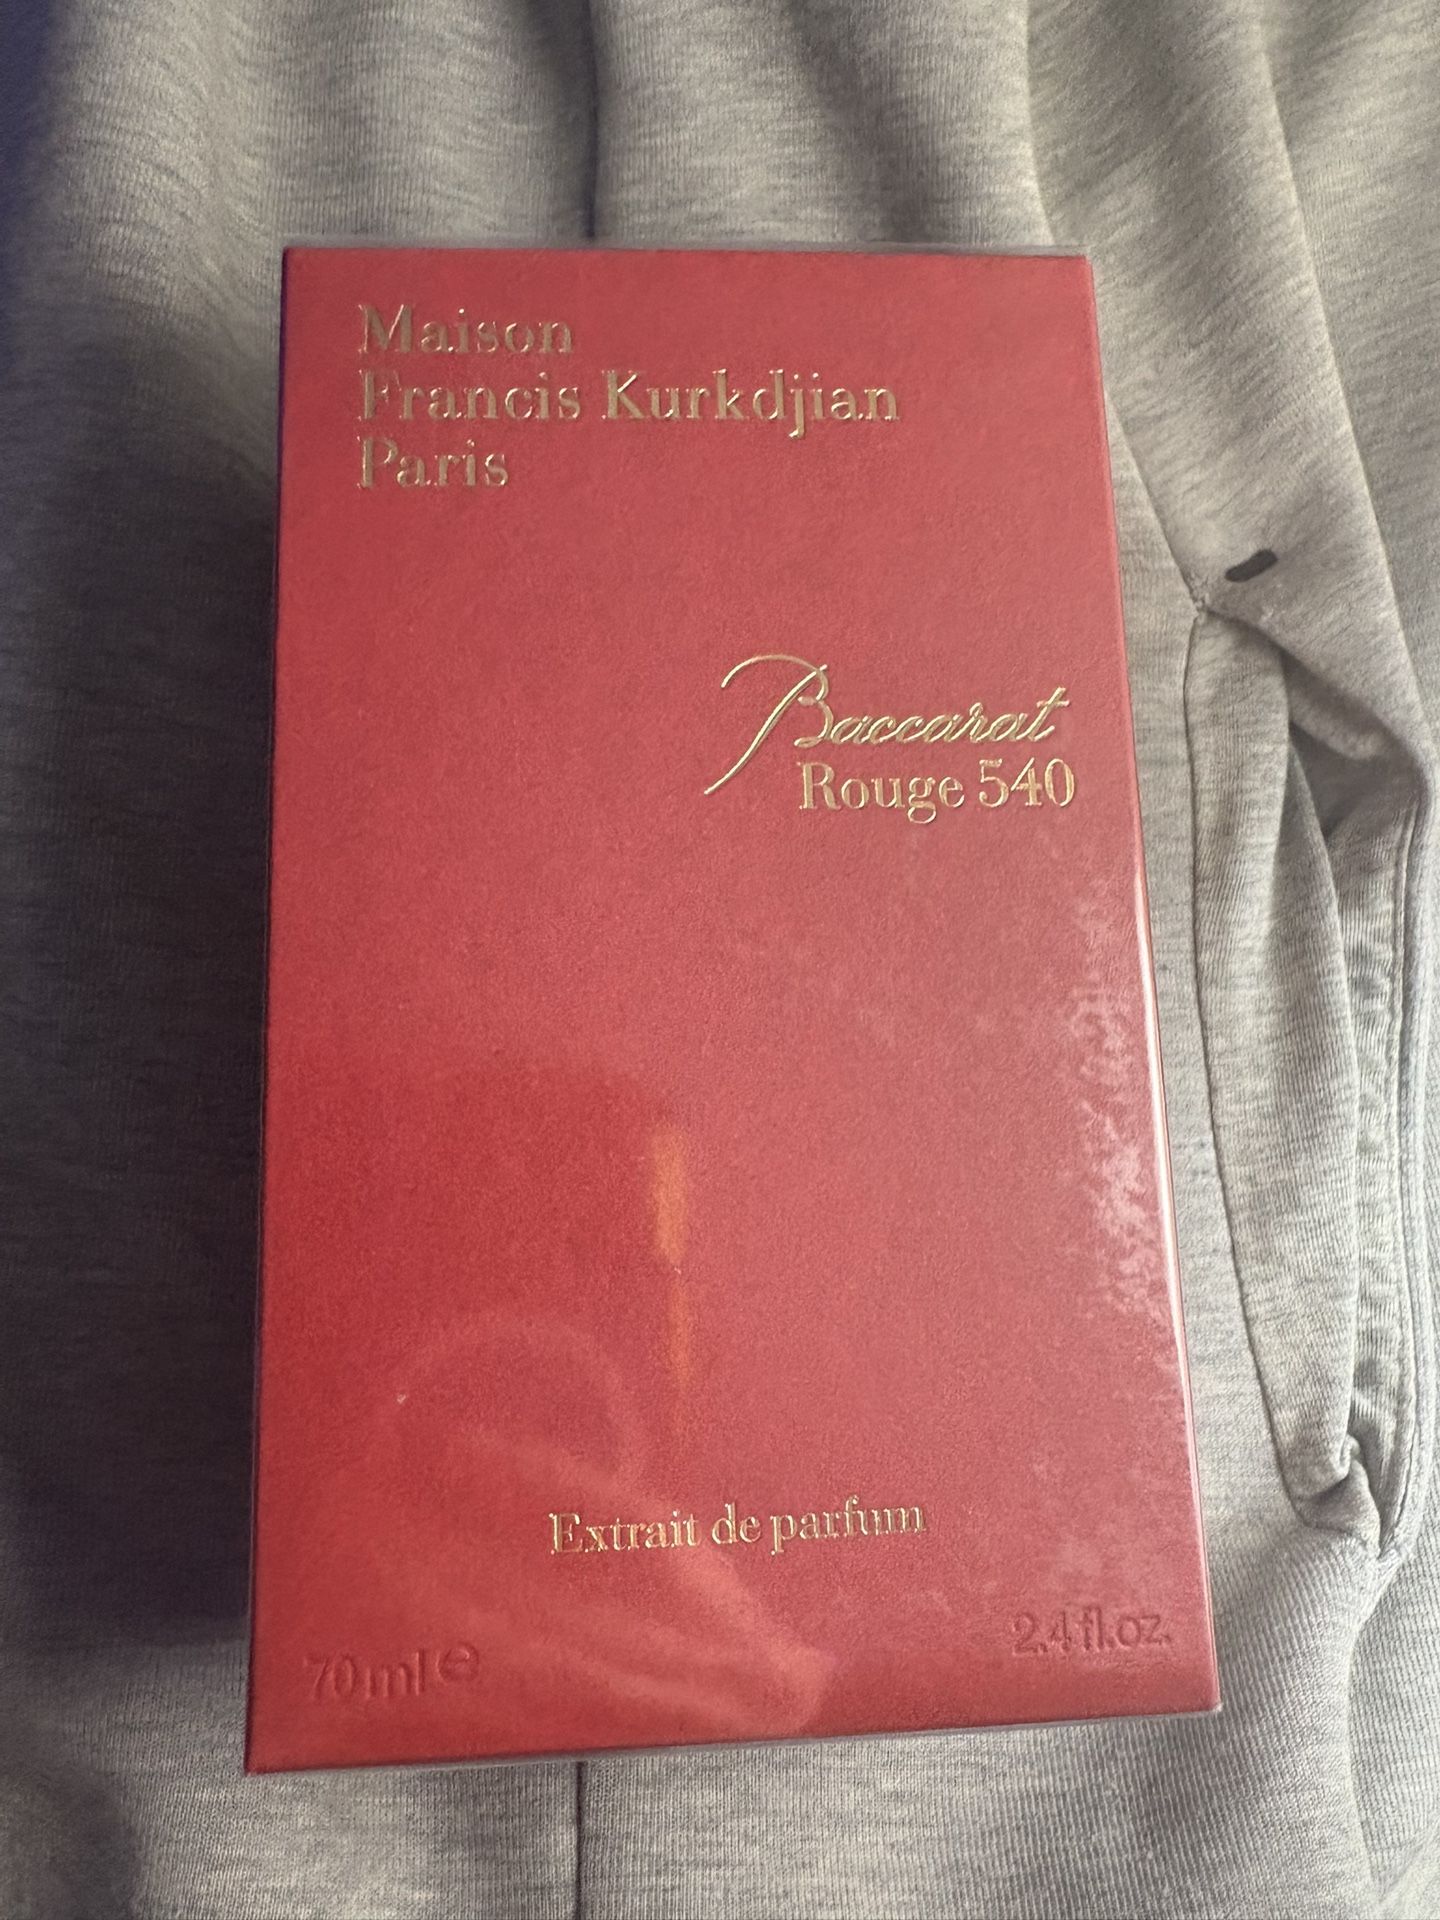 Maison
Francis Kurkdjian
Paris
Baccarat
Rouge 540
Extrait de parfum
70 ml ℮
2.4 fl.oz.